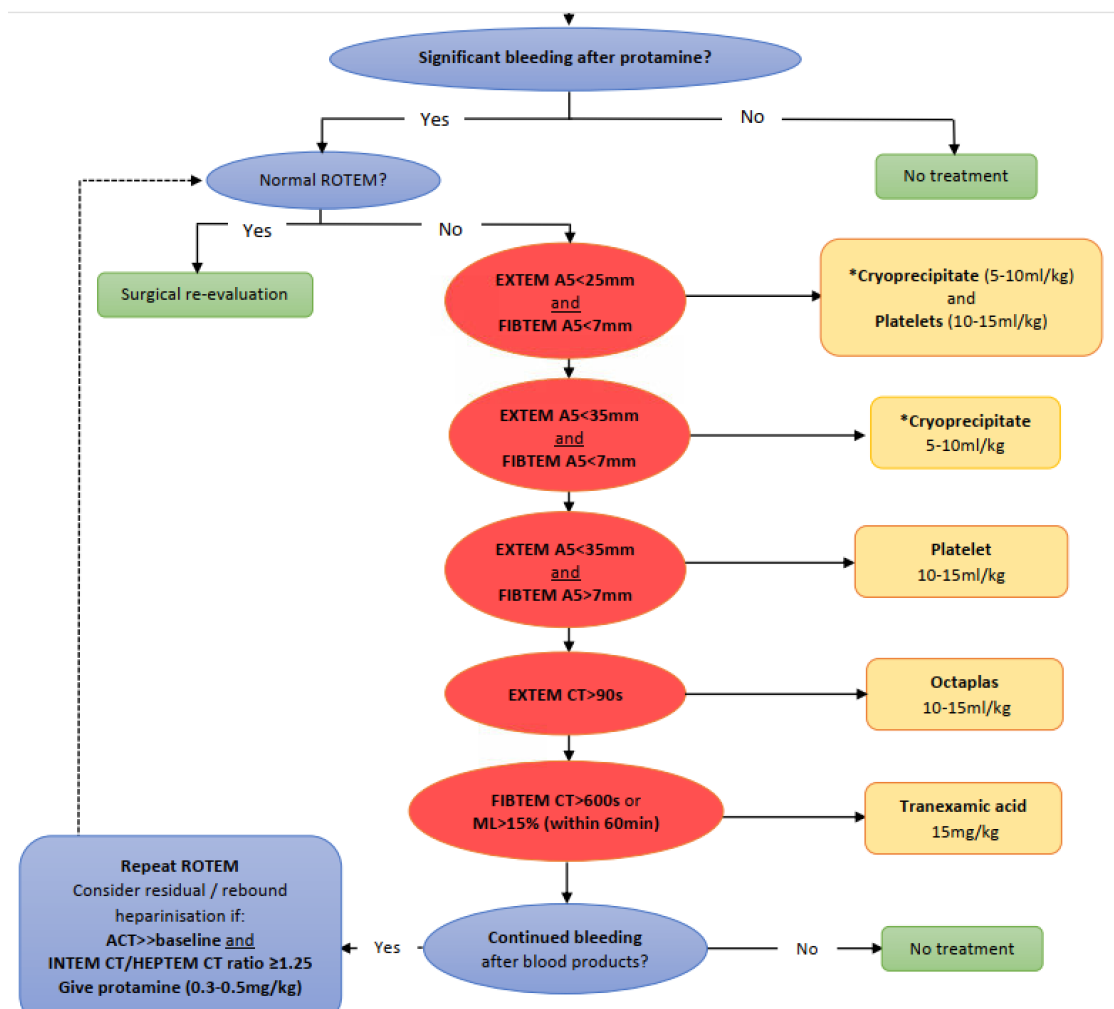 Significant bleeding after protamine?
Yes
No
Normal ROTEM?
No treatment
Yes
No
Surgical re-evaluation
EXTEM A5<25mm
and
FIBTEM A5<7mm
*Cryoprecipitate (5-10ml/kg)
and
Platelets (10-15ml/kg)
EXTEM A5<35mm
and
FIBTEM A5<7mm
*Cryoprecipitate
5-10ml/kg
EXTEM A5<35mm
and
FIBTEM A5>7mm
Platelet
10-15ml/kg
EXTEM CT>90s
Octaplas
10-15ml/kg
FIBTEM CT>600s or
ML>15% (within 60min)
Tranexamic acid
15mg/kg
Repeat ROTEM
Consider residual / rebound
heparinisation if:
ACT>>baseline and
INTEM CT/HEPTEM CT ratio ≥1.25
Give protamine (0.3-0.5mg/kg)
Yes
Continued bleeding
after blood products?
No
No treatment